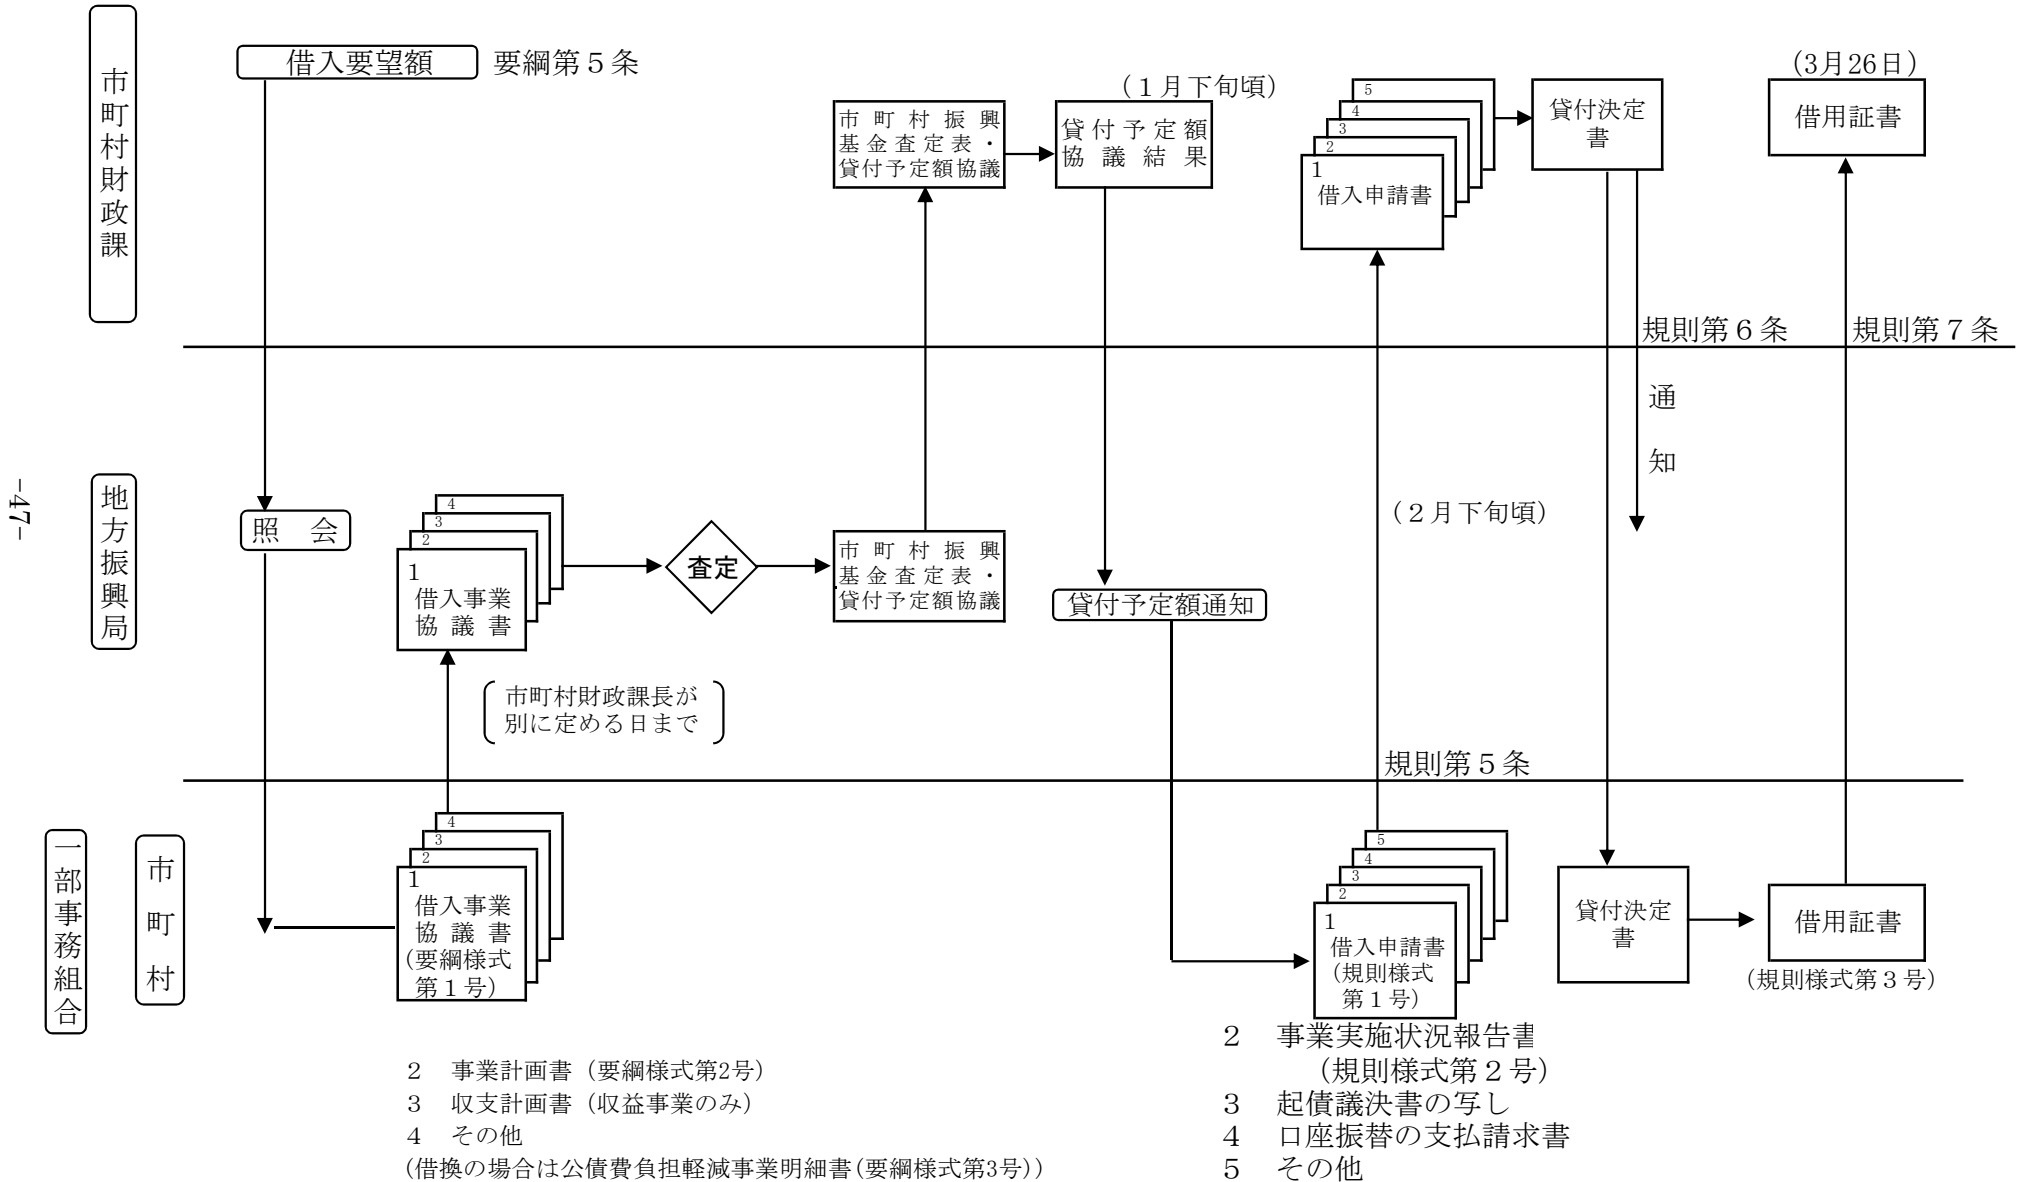 市町村財政課
借入要望額
要綱第５条
市町村振興
基金査定表・
貸付予定額協議
（１月下旬頃）
貸付予定額
協議結果
5
4
3
2
1
借入申請書
貸付決定
書
（3月26日）
借用証書
規則第６条
規則第７条
通
知
-47-
地方振興局
照　会
4
3
2
1
借入事業
協議書
査定
市町村振興
基金査定表・
貸付予定額協議
貸付予定額通知
（２月下旬頃）
市町村財政課長が
別に定める日まで
規則第５条
一部事務組合
市町村
4
3
2
1
借入事業
協議書
（要綱様式
第１号）
5
4
3
2
1
借入申請書
（規則様式
第１号）
貸付決定
書
借用証書
（規則様式第３号）
２　事業計画書（要綱様式第2号）
３　収支計画書（収益事業のみ）
４　その他
(借換の場合は公債費負担軽減事業明細書(要綱様式第3号))
２　事業実施状況報告書
（規則様式第２号）
３　起債議決書の写し
４　口座振替の支払請求書
５　その他